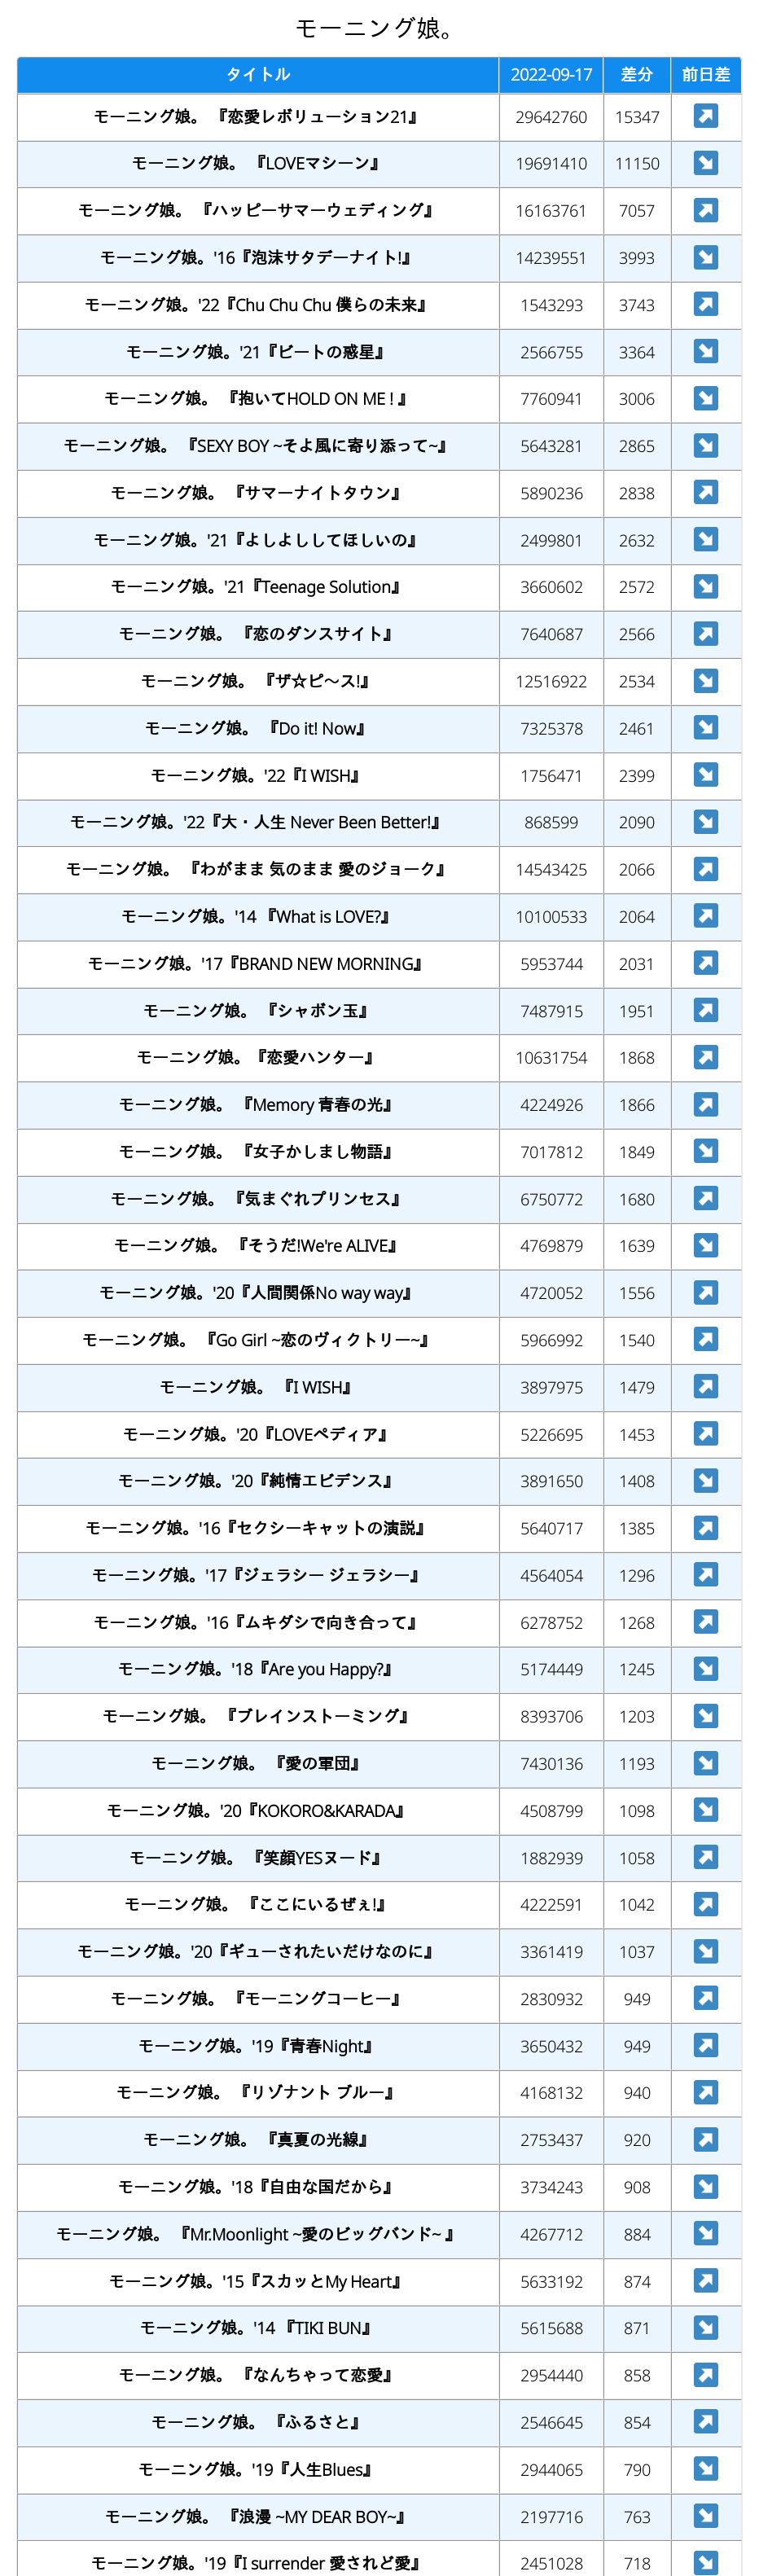 モーニング娘。
タイトル 2022-09-17 差分 前日差
モーニング娘。 『恋愛レボリューション21』 29642760 15347
モーニング娘。 『LOVEマシーン』 19691410 11150
モーニング娘。 『ハッピーサマーウェディング』 16163761 7057
モーニング娘。'16『泡沫サタデーナイト!』 14239551 3993
モーニング娘。'22『Chu Chu Chu 僕らの未来』 1543293 3743
モーニング娘。'21『ビートの惑星』 2566755 3364
モーニング娘。 『抱いてHOLD ON ME ! 』 7760941 3006
モーニング娘。 『SEXY BOY ~そよ風に寄り添って~』 5643281 2865
モーニング娘。 『サマーナイトタウン』 5890236 2838
モーニング娘。'21『よしよししてほしいの』 2499801 2632
モーニング娘。'21『Teenage Solution』 3660602 2572
モーニング娘。 『恋のダンスサイト』 7640687 2566
モーニング娘。 『ザ☆ピ〜ス!』 12516922 2534
モーニング娘。 『Do it! Now』 7325378 2461
モーニング娘。'22『I WISH』 1756471 2399
モーニング娘。'22『大・人生 Never Been Better!』 868599 2090
モーニング娘。 『わがまま 気のまま 愛のジョーク』 14543425 2066
モーニング娘。'14 『What is LOVE?』 10100533 2064
モーニング娘。'17『BRAND NEW MORNING』 5953744 2031
モーニング娘。 『シャボン玉』 7487915 1951
モーニング娘。 『恋愛ハンター』 10631754 1868
モーニング娘。 『Memory 青春の光』 4224926 1866
モーニング娘。 『女子かしまし物語』 7017812 1849
モーニング娘。 『気まぐれプリンセス』 6750772 1680
モーニング娘。 『そうだ!We're ALIVE』 4769879 1639
モーニング娘。'20『人間関係No way way』 4720052 1556
モーニング娘。 『Go Girl ~恋のヴィクトリー~』 5966992 1540
モーニング娘。 『I WISH』 3897975 1479
モーニング娘。'20『LOVEペディア』 5226695 1453
モーニング娘。'20『純情エビデンス』 3891650 1408
モーニング娘。'16『セクシーキャットの演説』 5640717 1385
モーニング娘。'17『ジェラシー ジェラシー』 4564054 1296
モーニング娘。'16『ムキダシで向き合って』 6278752 1268
モーニング娘。'18『Are you Happy?』 5174449 1245
モーニング娘。 『ブレインストーミング』 8393706 1203
モーニング娘。 『愛の軍団』 7430136 1193
モーニング娘。'20『KOKORO&KARADA』 4508799 1098
モーニング娘。 『笑顔YESヌード』 1882939 1058
モーニング娘。 『ここにいるぜぇ!』 4222591 1042
モーニング娘。'20『ギューされたいだけなのに』 3361419 1037
モーニング娘。 『モーニングコーヒー』 2830932 949
モーニング娘。'19『青春Night』 3650432 949
モーニング娘。 『リゾナント ブルー』 4168132 940
モーニング娘。 『真夏の光線』 2753437 920
モーニング娘。'18『自由な国だから』 3734243 908
モーニング娘。 『Mr.Moonlight ~愛のビッグバンド~ 』 4267712 884
モーニング娘。'15『スカッとMy Heart』 5633192 874
モーニング娘。'14 『TIKI BUN』 5615688 871
モーニング娘。 『なんちゃって恋愛』 2954440 858
モーニング娘。 『ふるさと』 2546645 854
モーニング娘。'19『人生Blues』 2944065 790
モーニング娘。 『浪漫 ~MY DEAR BOY~』 2197716 763
モーニング娘。'19『I surrender 愛されど愛』 2451028 718